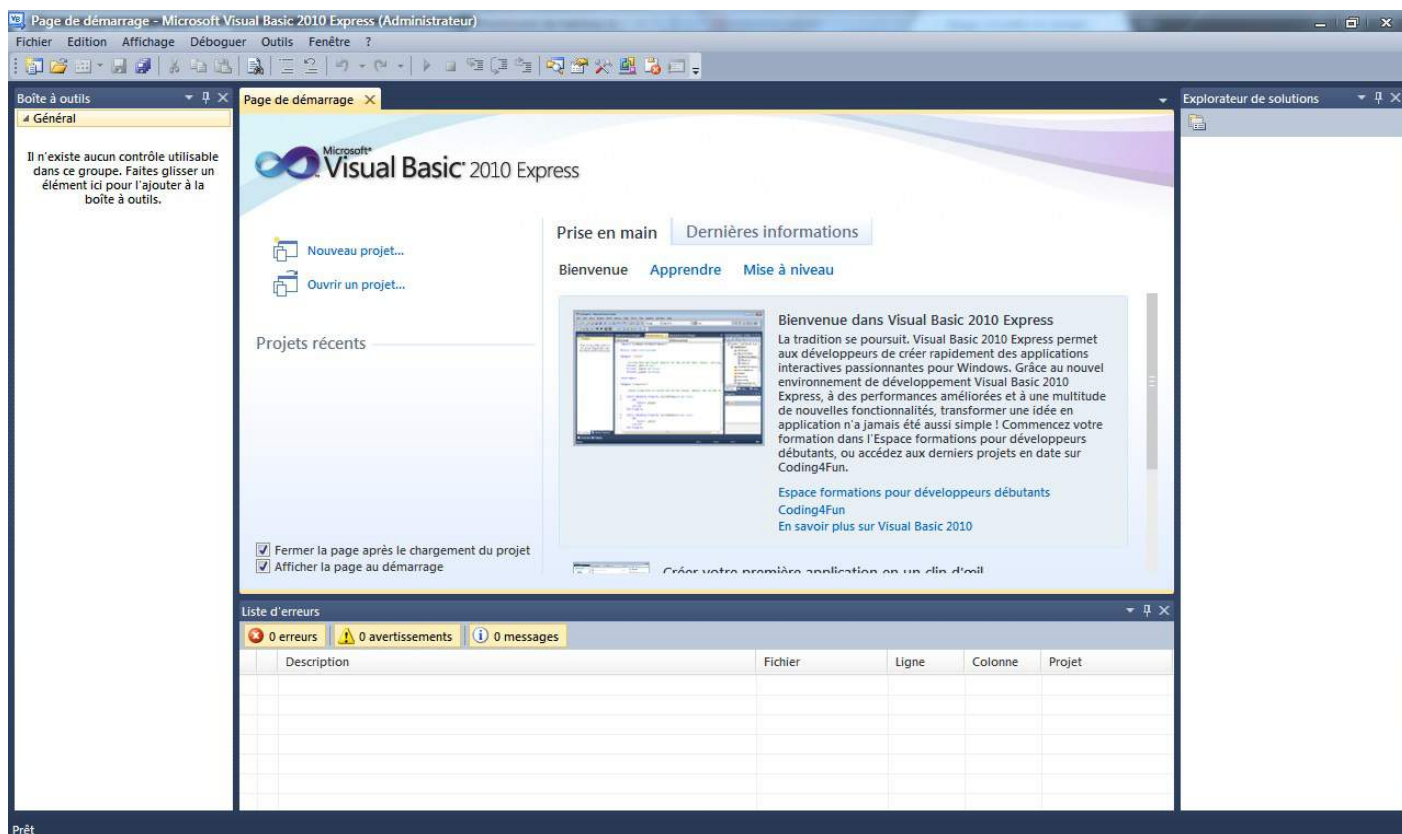 Page de démarrage - Microsoft Visual Basic 2010 Express (Administrateur)
Fichier Edition Affichage Déboguer Outils Fenêtre ?
Boîte à outils
Général
Il n'existe aucun contrôle utilisable
dans ce groupe. Faites glisser un
élément ici pour l'ajouter à la
boîte à outils.
Page de démarrage
Microsoft
Visual Basic 2010 Express
Nouveau projet...
Ouvrir un projet...
Projets récents
Fermer la page après le chargement du projet
Afficher la page au démarrage
Prise en main Dernières informations
Bienvenue Apprendre Mise à niveau
Bienvenue dans Visual Basic 2010 Express
La tradition se poursuit. Visual Basic 2010 Express permet
aux développeurs de créer rapidement des applications
interactives passionnantes pour Windows. Grâce au nouvel
environnement de développement Visual Basic 2010
Express, à des performances améliorées et à une multitude
de nouvelles fonctionnalités, transformer une idée en
application n'a jamais été aussi simple ! Commencez votre
formation dans l'Espace formations pour développeurs
débutants, ou accédez aux derniers projets en date sur
Coding4Fun.
Espace formations pour développeurs débutants
Coding4Fun
En savoir plus sur Visual Basic 2010
Créer votre première application en un clin d'œil
Liste d'erreurs
0 erreurs 0 avertissements 0 messages
Description Fichier Ligne Colonne Projet
Explorateur de solutions
Prêt